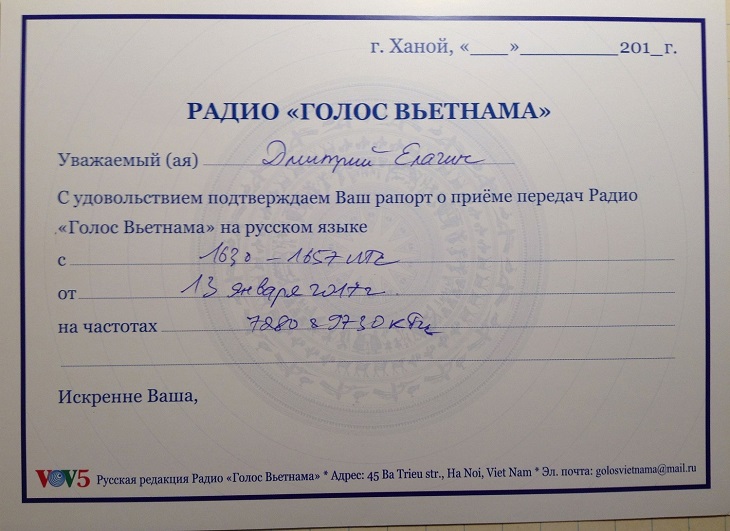 г. Ханой, «____»__________201_г.
РАДИО «ГОЛОС ВЬЕТНАМА»
Уважаемый (ая) Дмитрий Елагин
С удовольствием подтверждаем Ваш рапорт о приёме передач Радио
«Голос Вьетнама» на русском языке
с 1630 – 1657 UTC
от 13 января 2017 г.
на частотах 7280 & 9730 кГц
Искренне Ваша,
VOV5 Русская редакция Радио «Голос Вьетнама» * Адрес: 45 Ba Trieu str., Ha Noi, Viet Nam * Эл. почта: golosvietnama@mail.ru